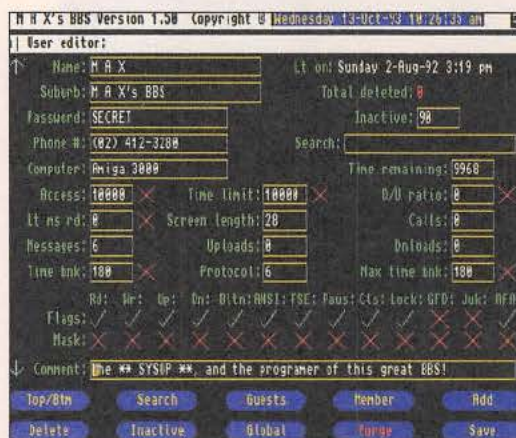 M A X's BBS Version 1.50 Copyright © Wednesday 13-Oct-93 10:26:35 am
User editor:
Name: M A X Lt on: Sunday 2-Aug-92 3:19 pm
Suburb: M A X's BBS Total deleted: 0
Password: SECRET Inactive: 90
Phone #: (02) 412-3280 Search:
Computer: Amiga 3000 Time remaining: 9968
Access: 10000 Time limit: 10000 D/U ratio: 0
Lt ms rd: 0 Screen length: 28 Calls: 0
Messages: 6 Uploads: 0 Dnloads: 0
Time bnk: 180 Protocol: 6 Max time bnk: 180
Rd: Wr: Up: Dn: Bltn: ANSI: FSE: Paus: Cls: Lock: GFD: Juk: AFA
Flags:
Mask:
Comment: The ** SYSOP **, and the programer of this great BBS!
Top/Btm Search Guests Member Add
Delete Inactive Global Purge Save